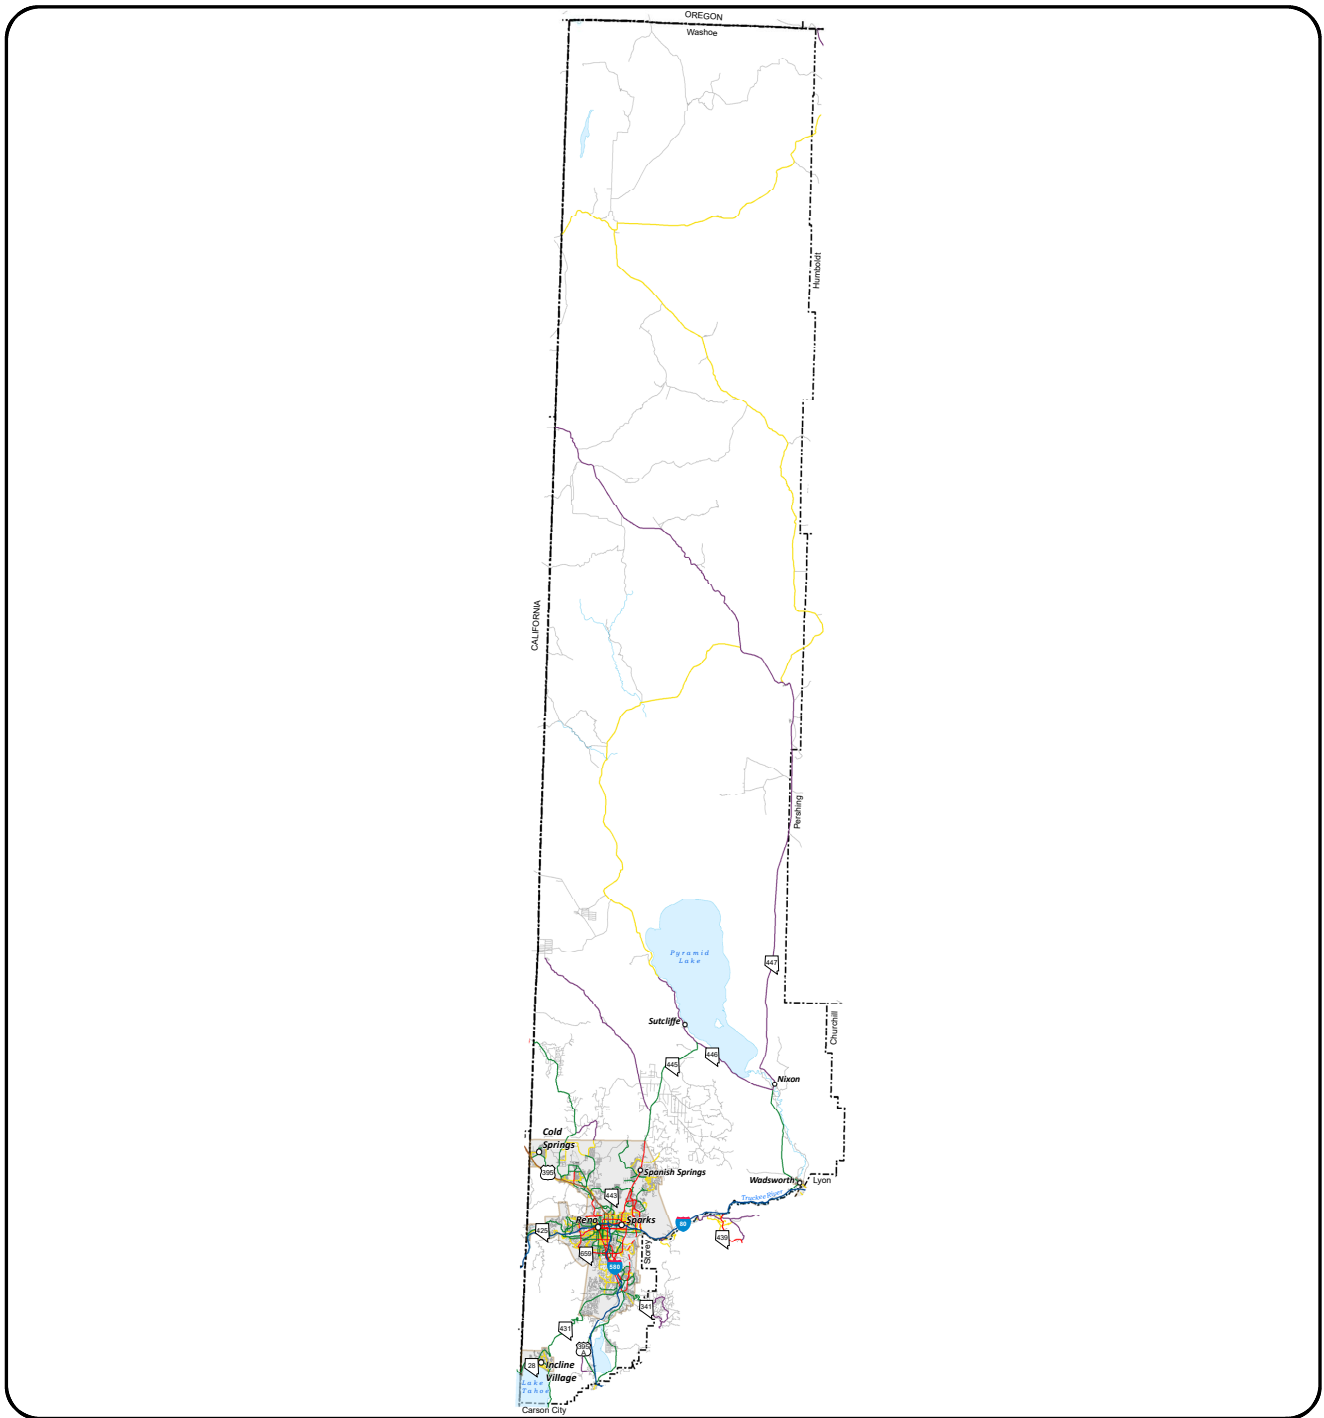 OREGON
Washoe
Humboldt
CALIFORNIA
Pershing
Pyramid
Lake
447
Sutcliffe
Churchill
446
445
Nixon
Cold
Springs
395
Spanish Springs
Wadsworth
Lyon
443
Truckee River
Reno
Sparks
80
425
439
659
Storey
580
341
431
395
A
28
Incline
Village
Lake
Tahoe
Carson City